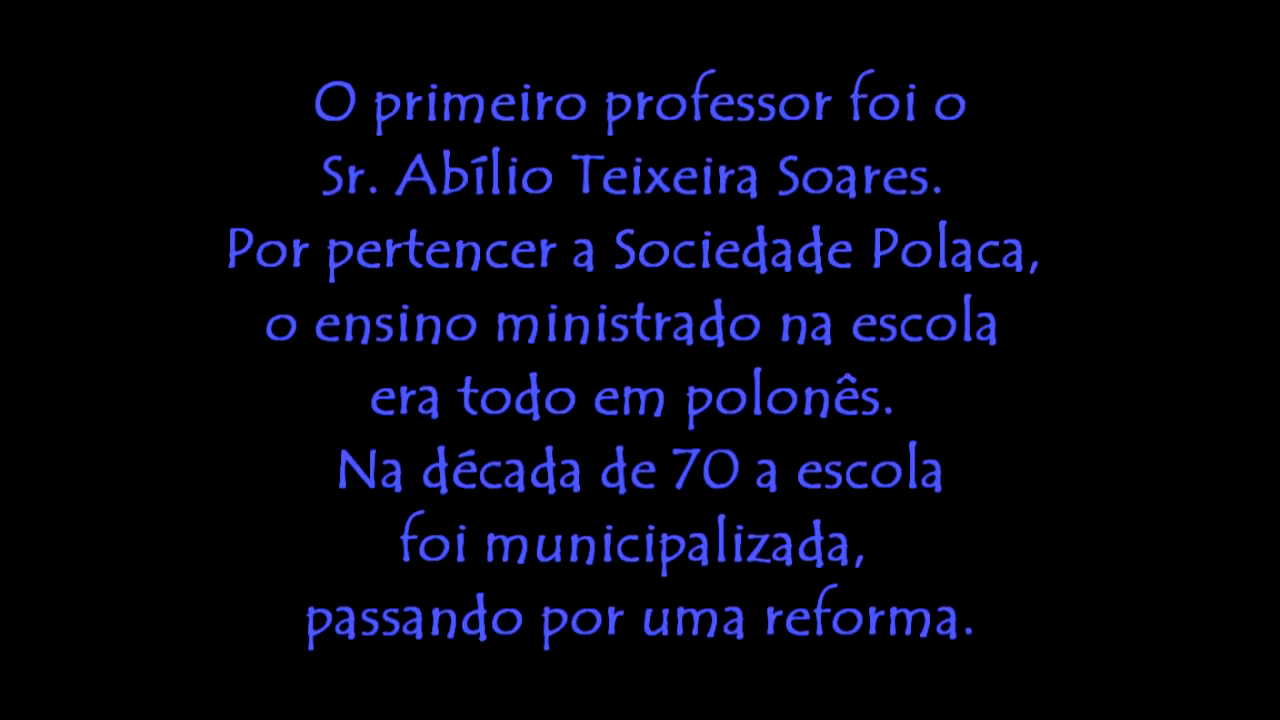 O primeiro professor foi o
Sr. Abílio Teixeira Soares.
Por pertencer a Sociedade Polaca,
o ensino ministrado na escola
era todo em polonês.
Na década de 70 a escola
foi municipalizada,
passando por uma reforma.